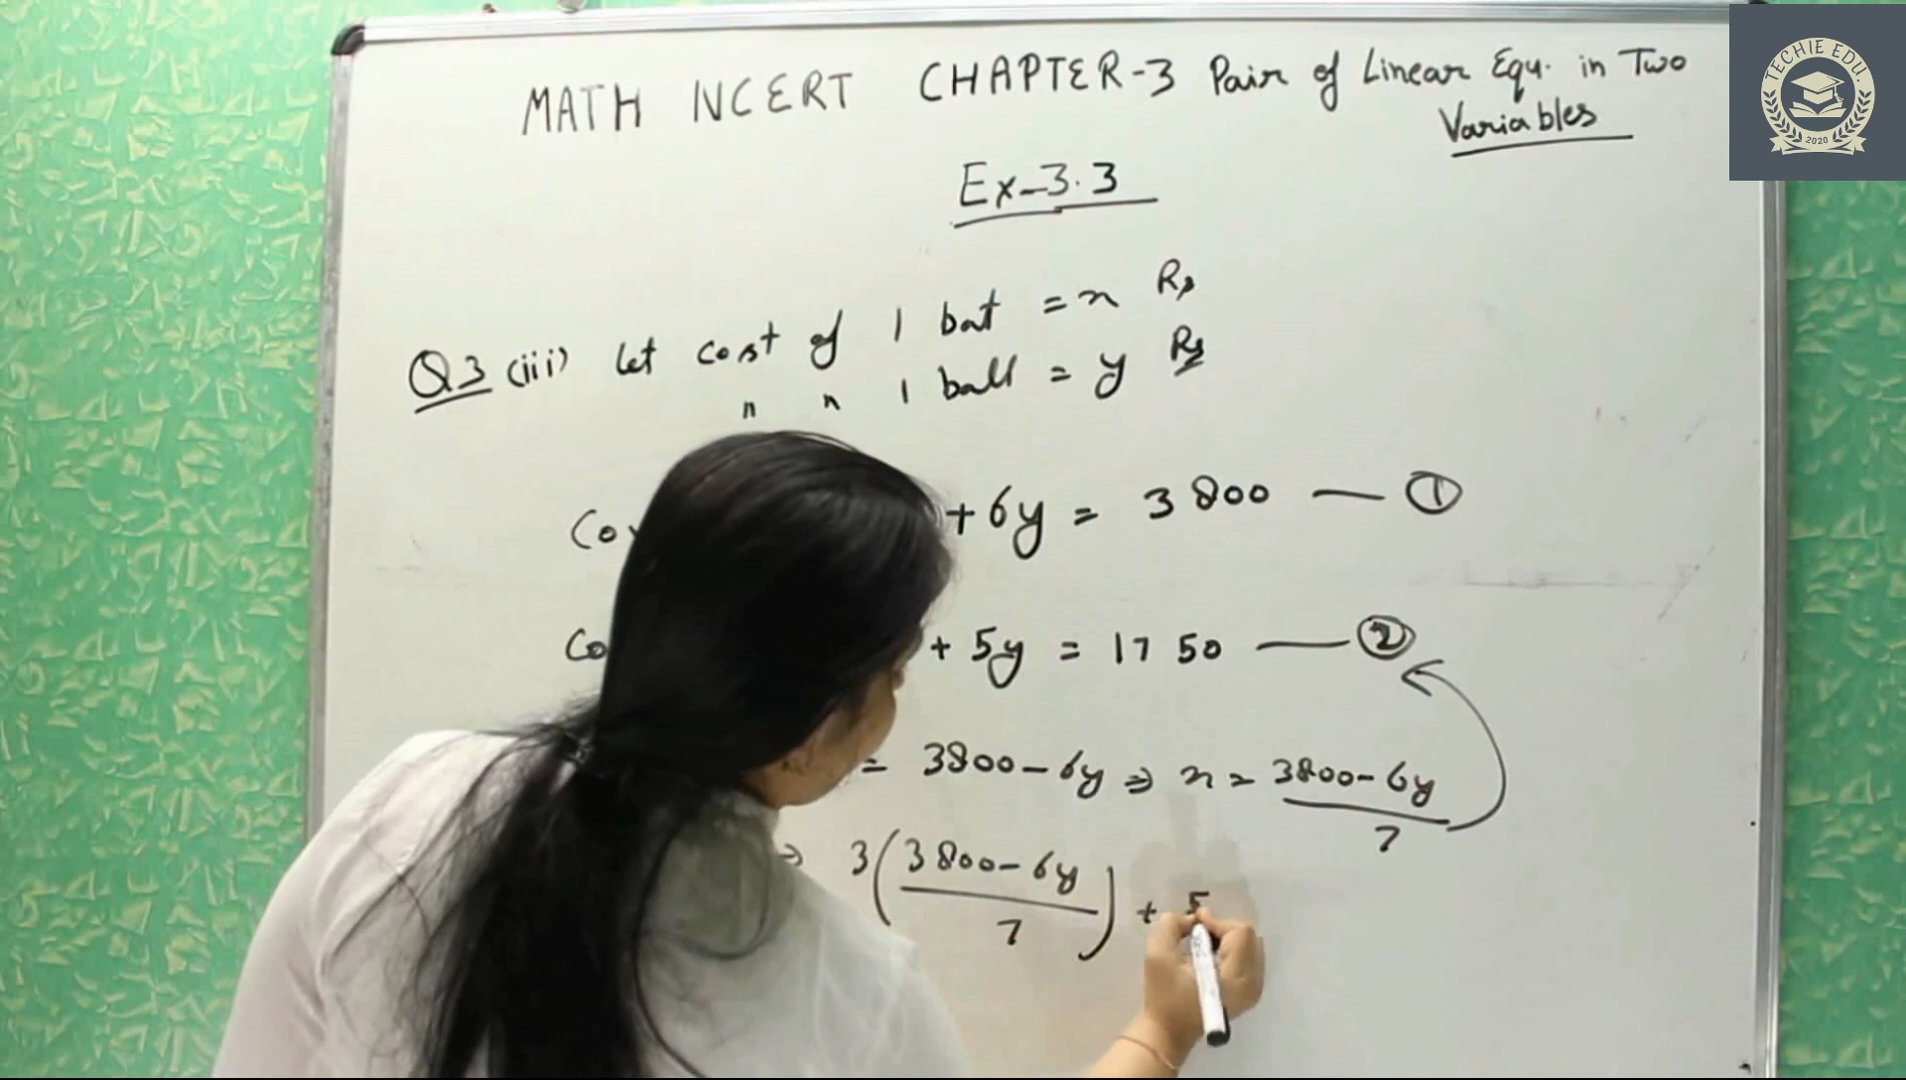 MATH NCERT CHAPTER-3 Pair of Linear Equ. in Two
Variables
TECHIE EDU.
2020
Ex-3.3
Q3 (iii) Let cost of 1 bat = x Rs
" " 1 ball = y Rs
+ 6y = 3800 — ①
+ 5y = 1750 — ②
= 3800 - 6y ⇒ x = 3800 - 6y
7
⇒ 3(3800 - 6y) + 5
7